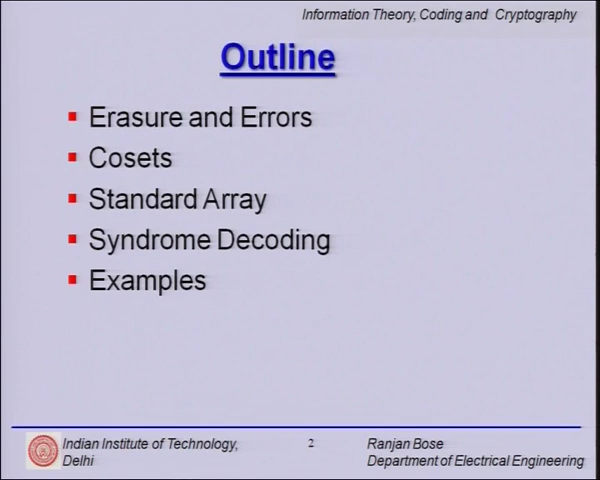 Information Theory, Coding and Cryptography
Outline
Erasure and Errors
Cosets
Standard Array
Syndrome Decoding
Examples
Indian Institute of Technology,
Delhi
2
Ranjan Bose
Department of Electrical Engineering